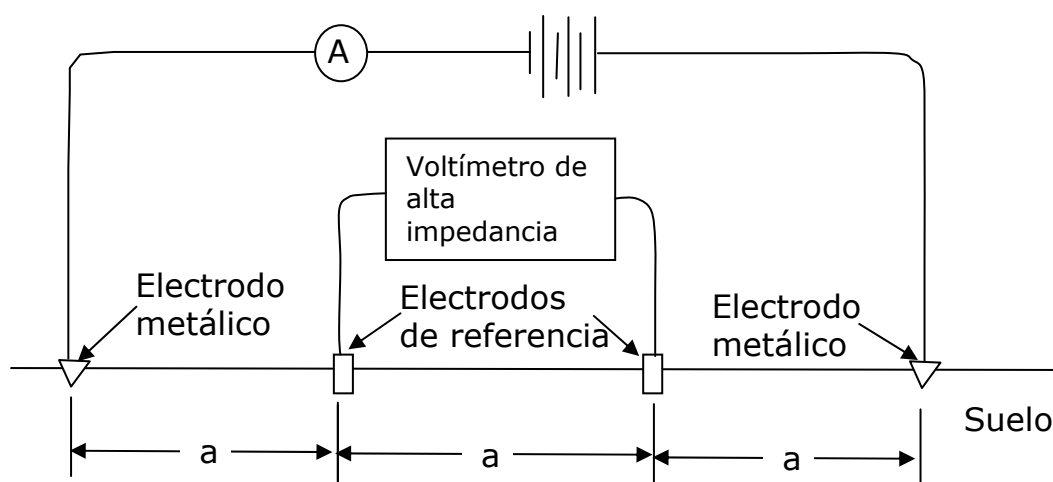 A
Voltímetro de
alta
impedancia
Electrodo
metálico
Electrodos
de referencia
Electrodo
metálico
Suelo
a
a
a